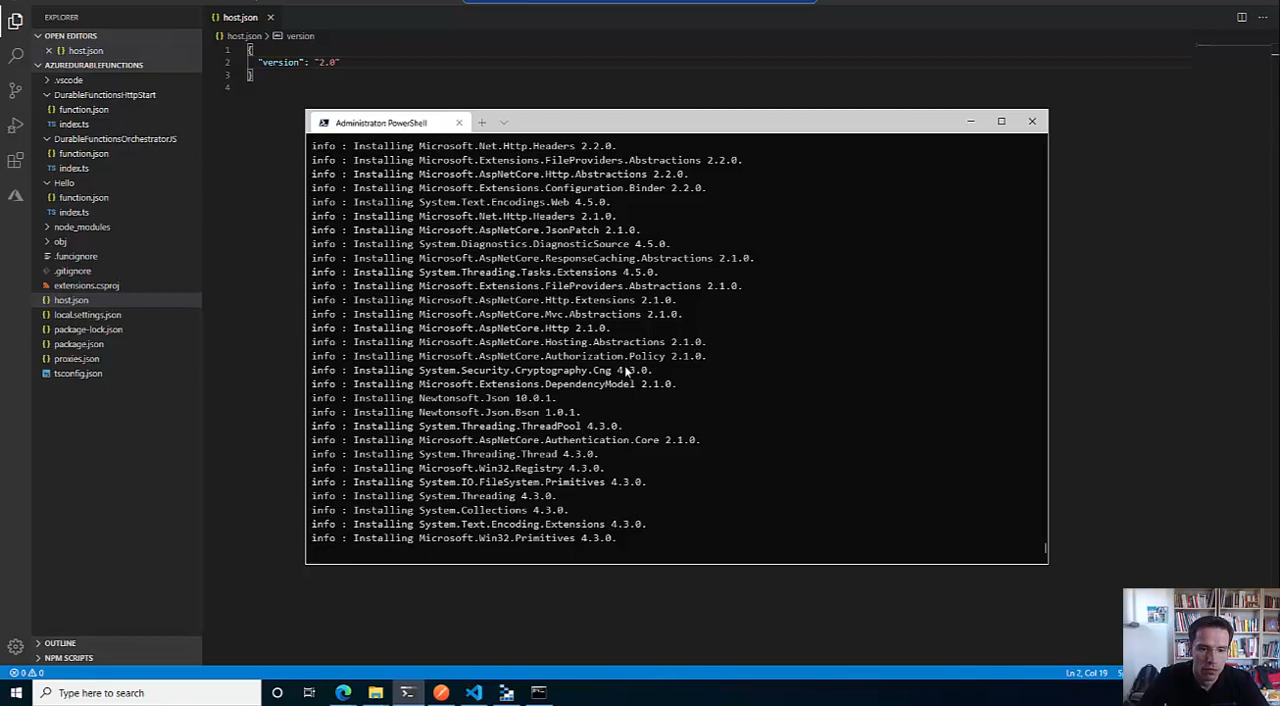 EXPLORER
OPEN EDITORS
host.json
AZUREDURABLEFUNCTIONS
.vscode
DurableFunctionsHttpStart
function.json
index.ts
DurableFunctionsOrchestratorJS
function.json
index.ts
Hello
function.json
index.ts
node_modules
obj
.funcignore
.gitignore
extensions.csproj
host.json
local.settings.json
package-lock.json
package.json
proxies.json
tsconfig.json
OUTLINE
NPM SCRIPTS
host.json
host.json › version
1 {
2 "version": "2.0"
3 }
4
Administrator: PowerShell
info : Installing Microsoft.Net.Http.Headers 2.2.0.
info : Installing Microsoft.Extensions.FileProviders.Abstractions 2.2.0.
info : Installing Microsoft.AspNetCore.Http.Abstractions 2.2.0.
info : Installing Microsoft.Extensions.Configuration.Binder 2.2.0.
info : Installing System.Text.Encodings.Web 4.5.0.
info : Installing Microsoft.Net.Http.Headers 2.1.0.
info : Installing Microsoft.AspNetCore.JsonPatch 2.1.0.
info : Installing System.Diagnostics.DiagnosticSource 4.5.0.
info : Installing Microsoft.AspNetCore.ResponseCaching.Abstractions 2.1.0.
info : Installing System.Threading.Tasks.Extensions 4.5.0.
info : Installing Microsoft.Extensions.FileProviders.Abstractions 2.1.0.
info : Installing Microsoft.AspNetCore.Http.Extensions 2.1.0.
info : Installing Microsoft.AspNetCore.Mvc.Abstractions 2.1.0.
info : Installing Microsoft.AspNetCore.Http 2.1.0.
info : Installing Microsoft.AspNetCore.Hosting.Abstractions 2.1.0.
info : Installing Microsoft.AspNetCore.Authorization.Policy 2.1.0.
info : Installing System.Security.Cryptography.Cng 4.3.0.
info : Installing Microsoft.Extensions.DependencyModel 2.1.0.
info : Installing Newtonsoft.Json 10.0.1.
info : Installing Newtonsoft.Json.Bson 1.0.1.
info : Installing System.Threading.ThreadPool 4.3.0.
info : Installing Microsoft.AspNetCore.Authentication.Core 2.1.0.
info : Installing System.Threading.Thread 4.3.0.
info : Installing Microsoft.Win32.Registry 4.3.0.
info : Installing System.IO.FileSystem.Primitives 4.3.0.
info : Installing System.Threading 4.3.0.
info : Installing System.Collections 4.3.0.
info : Installing System.Text.Encoding.Extensions 4.3.0.
info : Installing Microsoft.Win32.Primitives 4.3.0.
0 0
Ln 2, Col 19
Type here to search